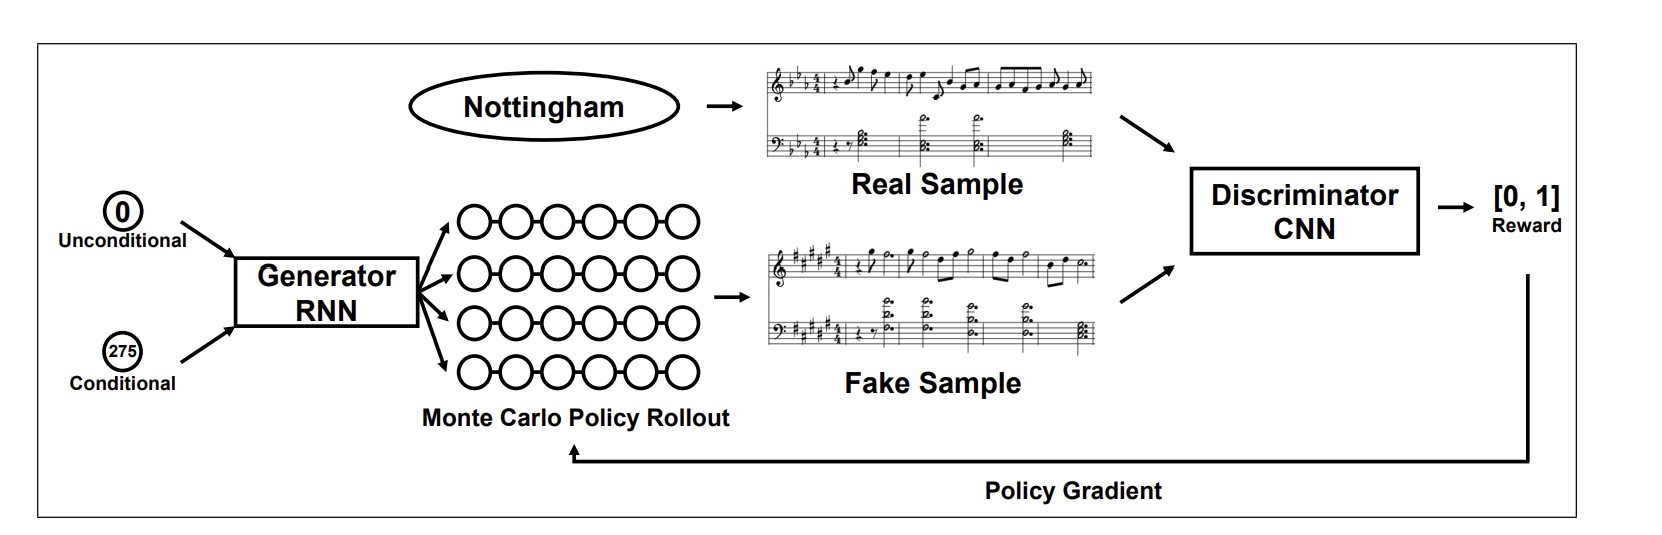 Nottingham
Real Sample
0
Unconditional
Generator
RNN
275
Conditional
Monte Carlo Policy Rollout
Fake Sample
Discriminator
CNN
[0, 1]
Reward
Policy Gradient